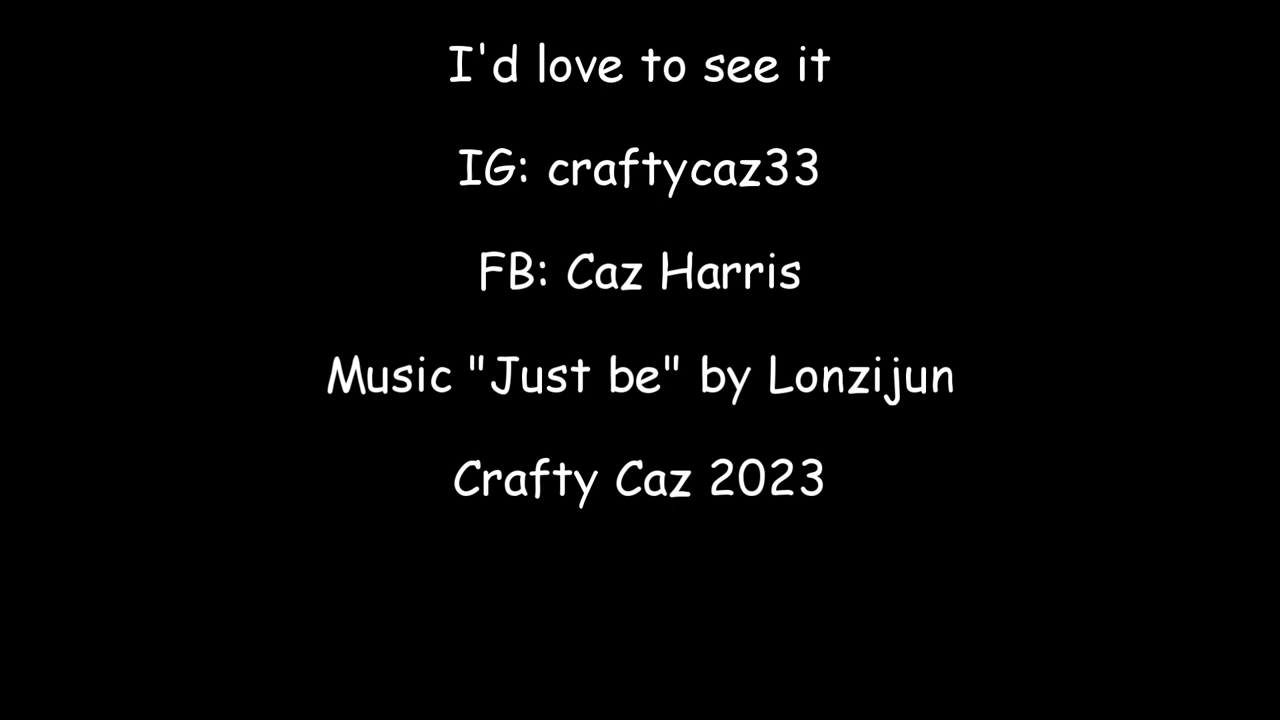 I'd love to see it
IG: craftycaz33
FB: Caz Harris
Music "Just be" by Lonzijun
Crafty Caz 2023